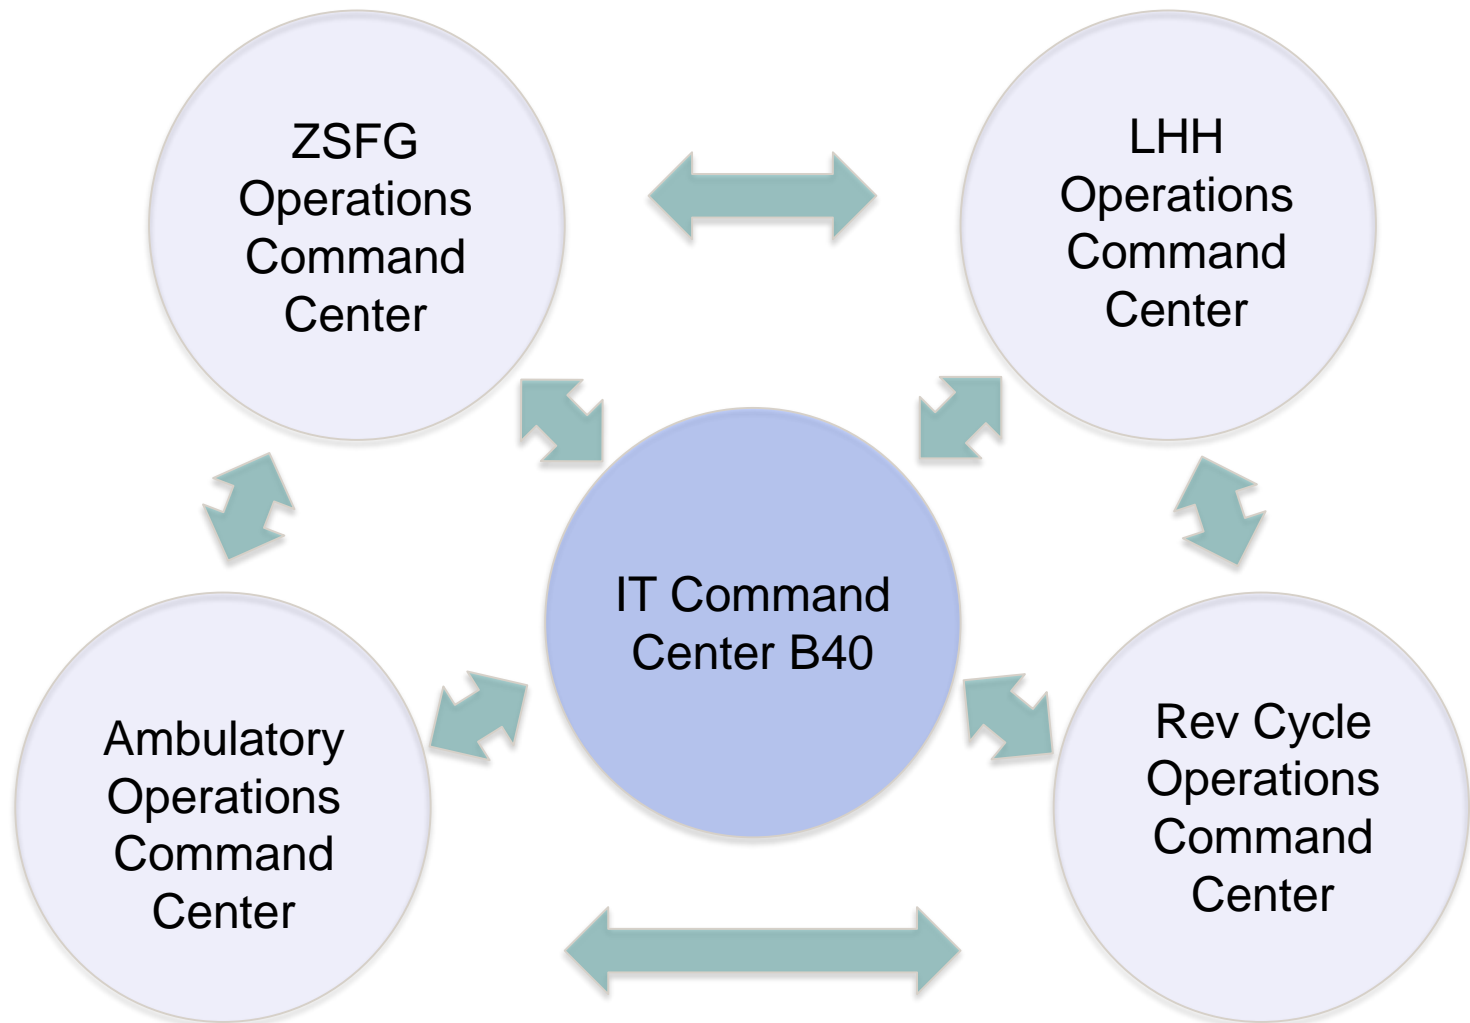 ZSFG
Operations
Command
Center
LHH
Operations
Command
Center
IT Command
Center B40
Ambulatory
Operations
Command
Center
Rev Cycle
Operations
Command
Center